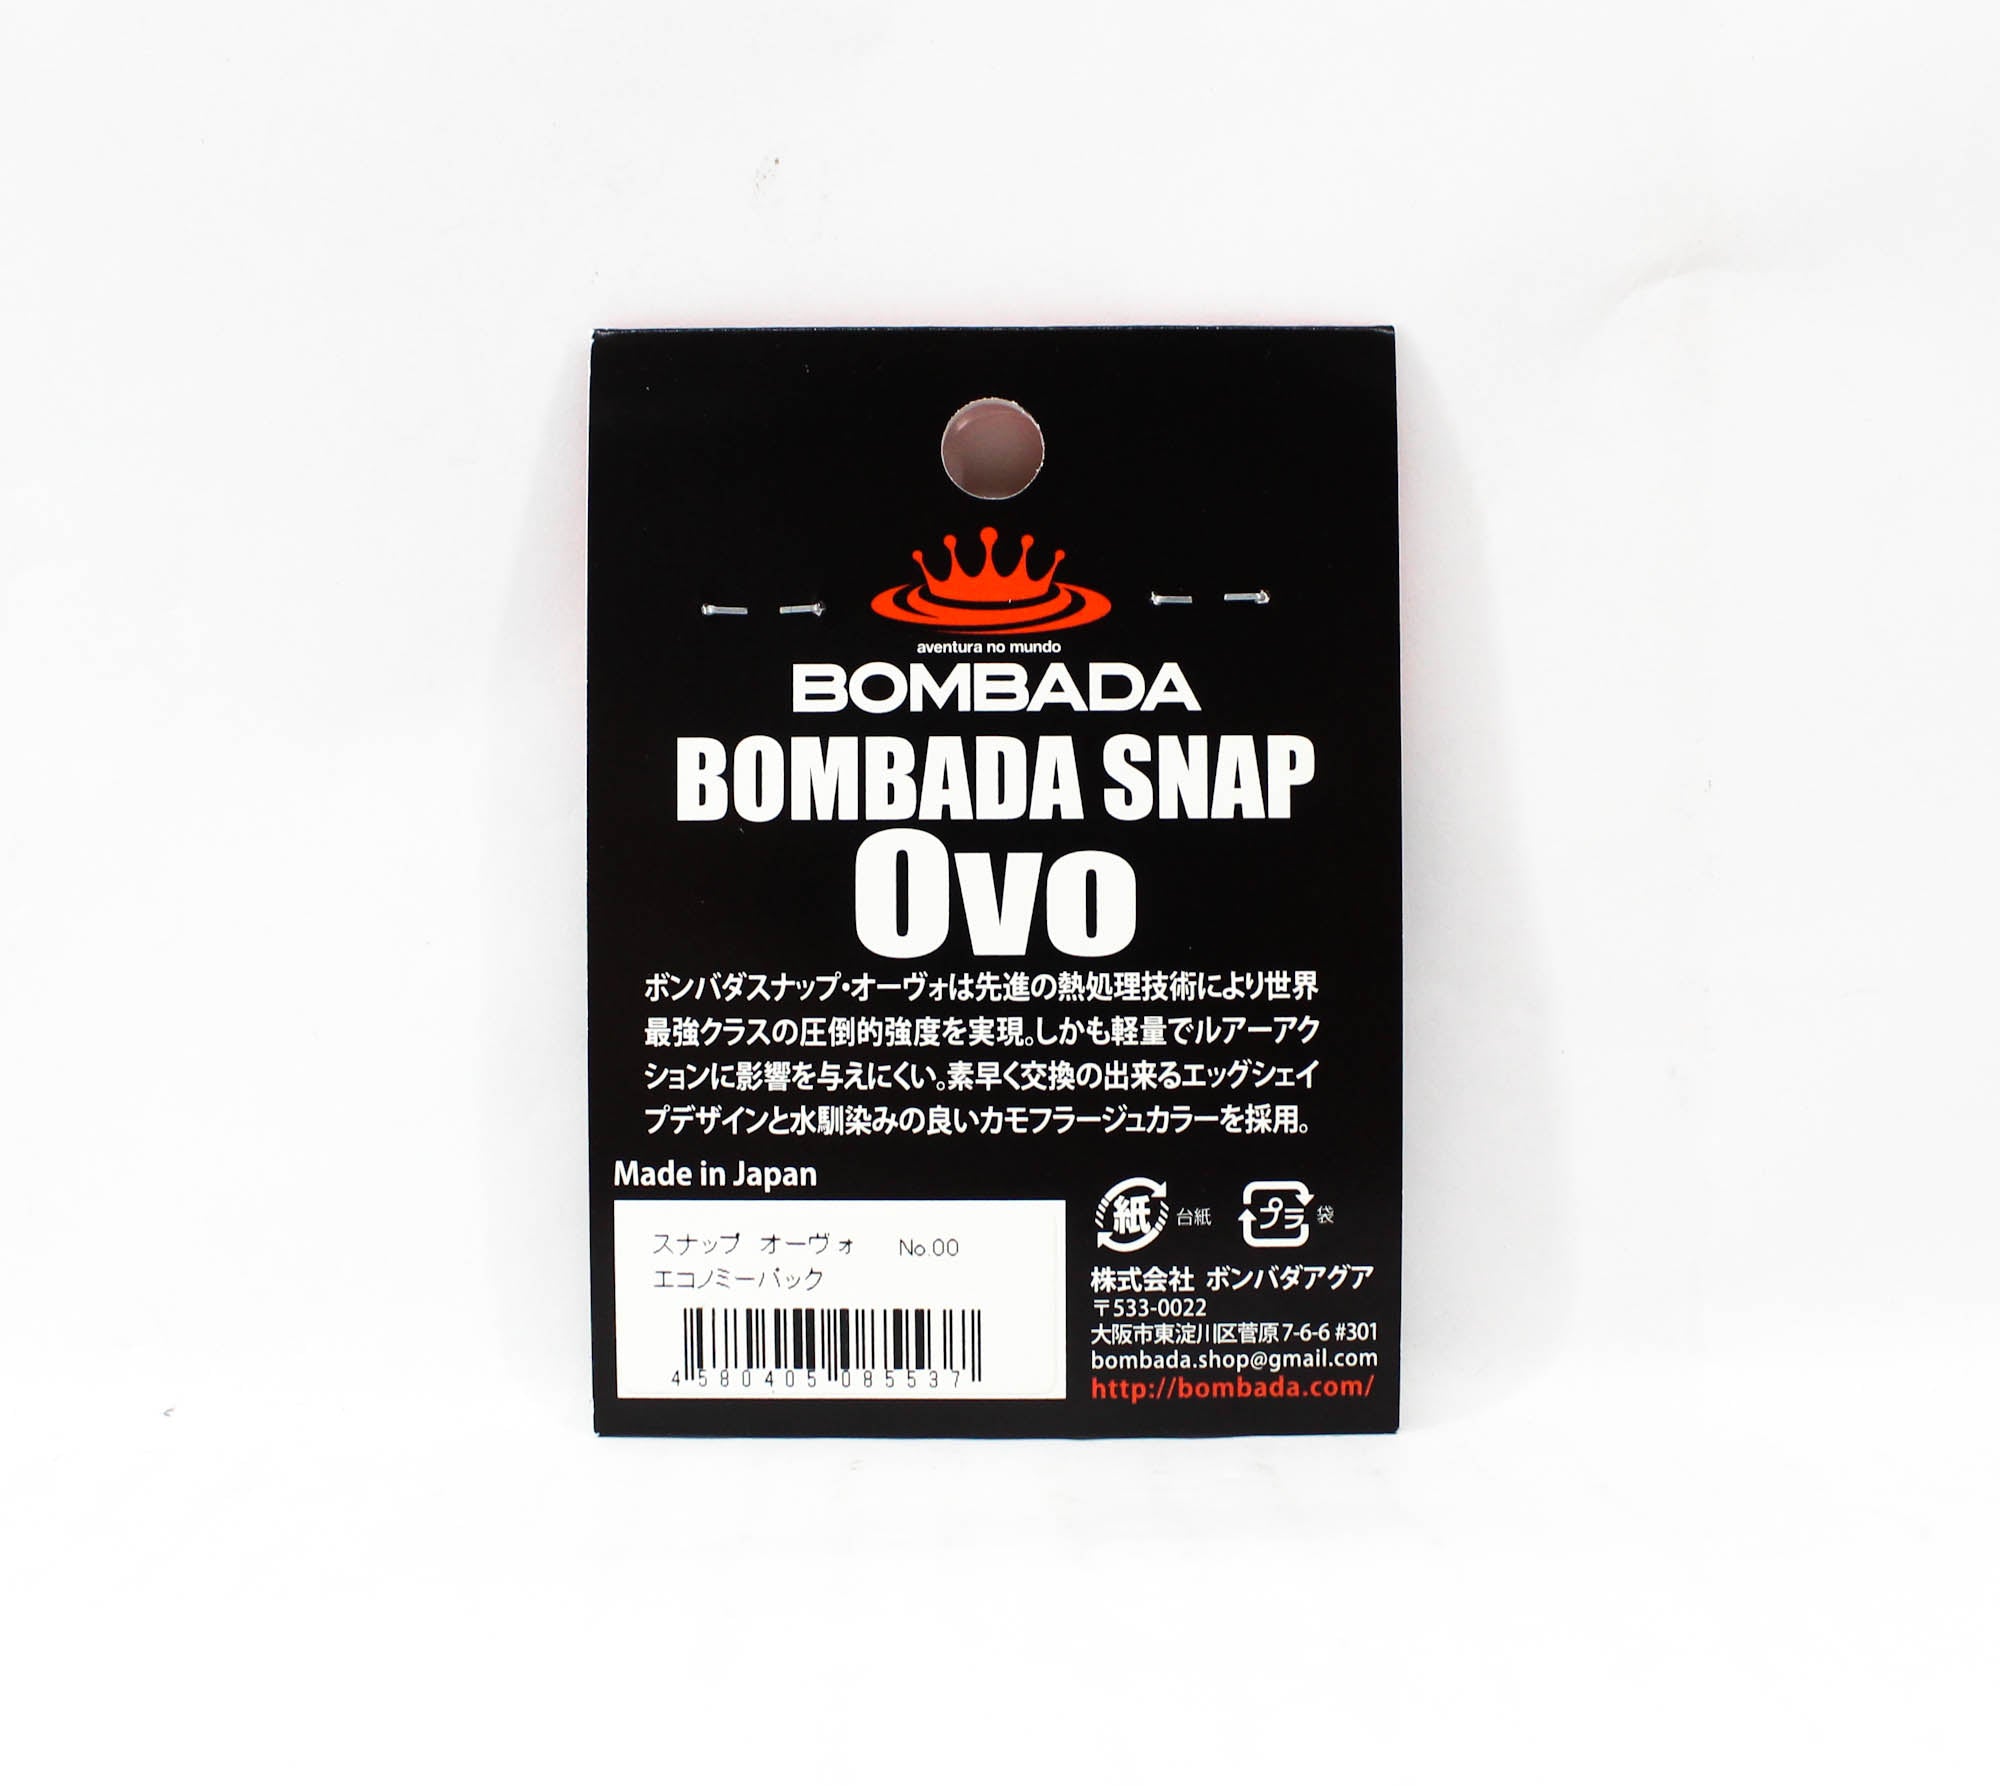 aventura no mundo
BOMBADA
BOMBADA SNAP
Ovo
ボンバダスナップ・オーヴォは先進の熱処理技術により世界
最強クラスの圧倒的強度を実現。しかも軽量でルアーアク
ションに影響を与えにくい。素早く交換の出来るエッグシェイ
プデザインと水馴染みの良いカモフラージュカラーを採用。
Made in Japan
スナップ オーヴォ No.00
エコノミーパック
4 580405 085537
紙 台紙 プラ 袋
株式会社 ボンバダアグア
〒533-0022
大阪市東淀川区菅原7-6-6 #301
bombada.shop@gmail.com
http://bombada.com/